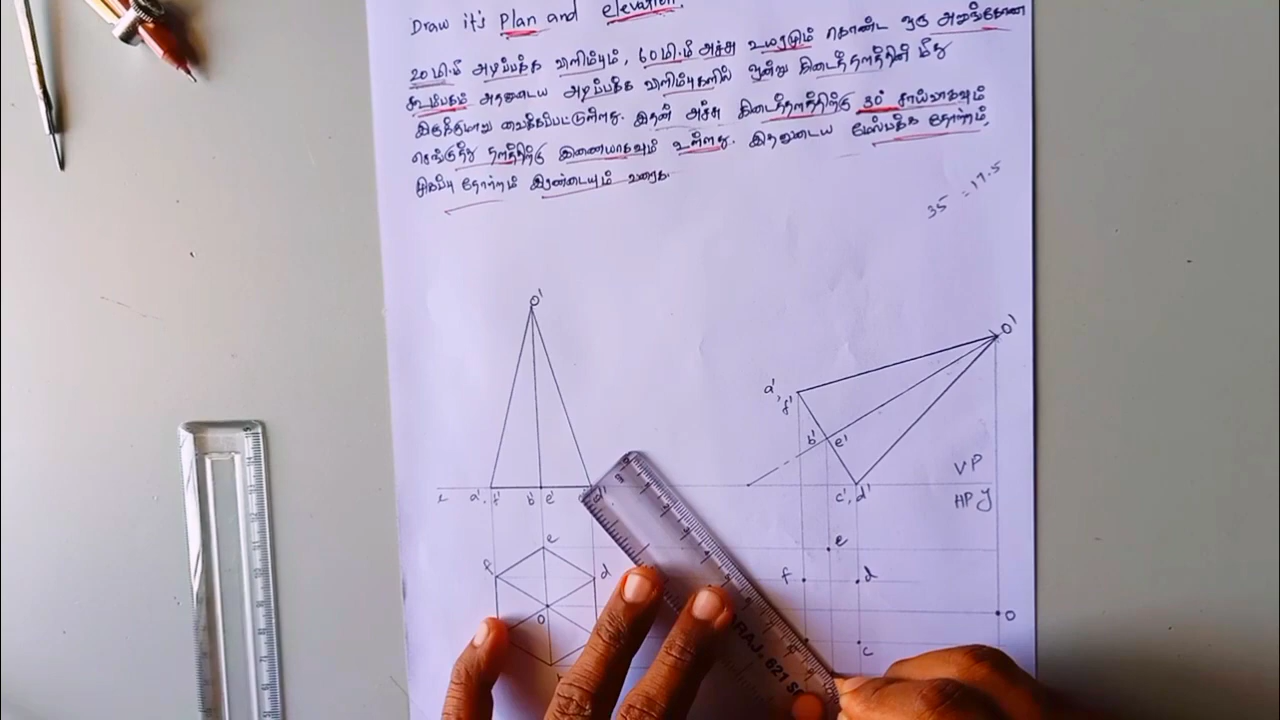 Draw it's Plan and elevation.
20 மி.மீ அடிப்பக்க விளிம்பும், 60 மி.மீ அச்சு உயரமும் கொண்ட ஒரு அறுங்கோண
கூம்பகம் அதனுடைய அடிப்பக்க விளிம்புகளில் ஒன்று கிடைத்தளத்தின் மீது
இருக்குமாறு வைக்கப்பட்டுள்ளது. இதன் அச்சு கிடைத்தளத்திற்கு 30° சாய்வாகவும்
செங்குத்து தளத்திற்கு இணையாகவும் உள்ளது. இதனுடைய மேல்பக்க தோற்றம்,
முகப்பு தோற்றம் இரண்டையும் வரைக.
35 = 17.5
O'
O'
a', f'
b' e'
VP
a', f' b' e' d'
c', d'
HP
e
e
f d
f d
O
O
c
MARAJ
621